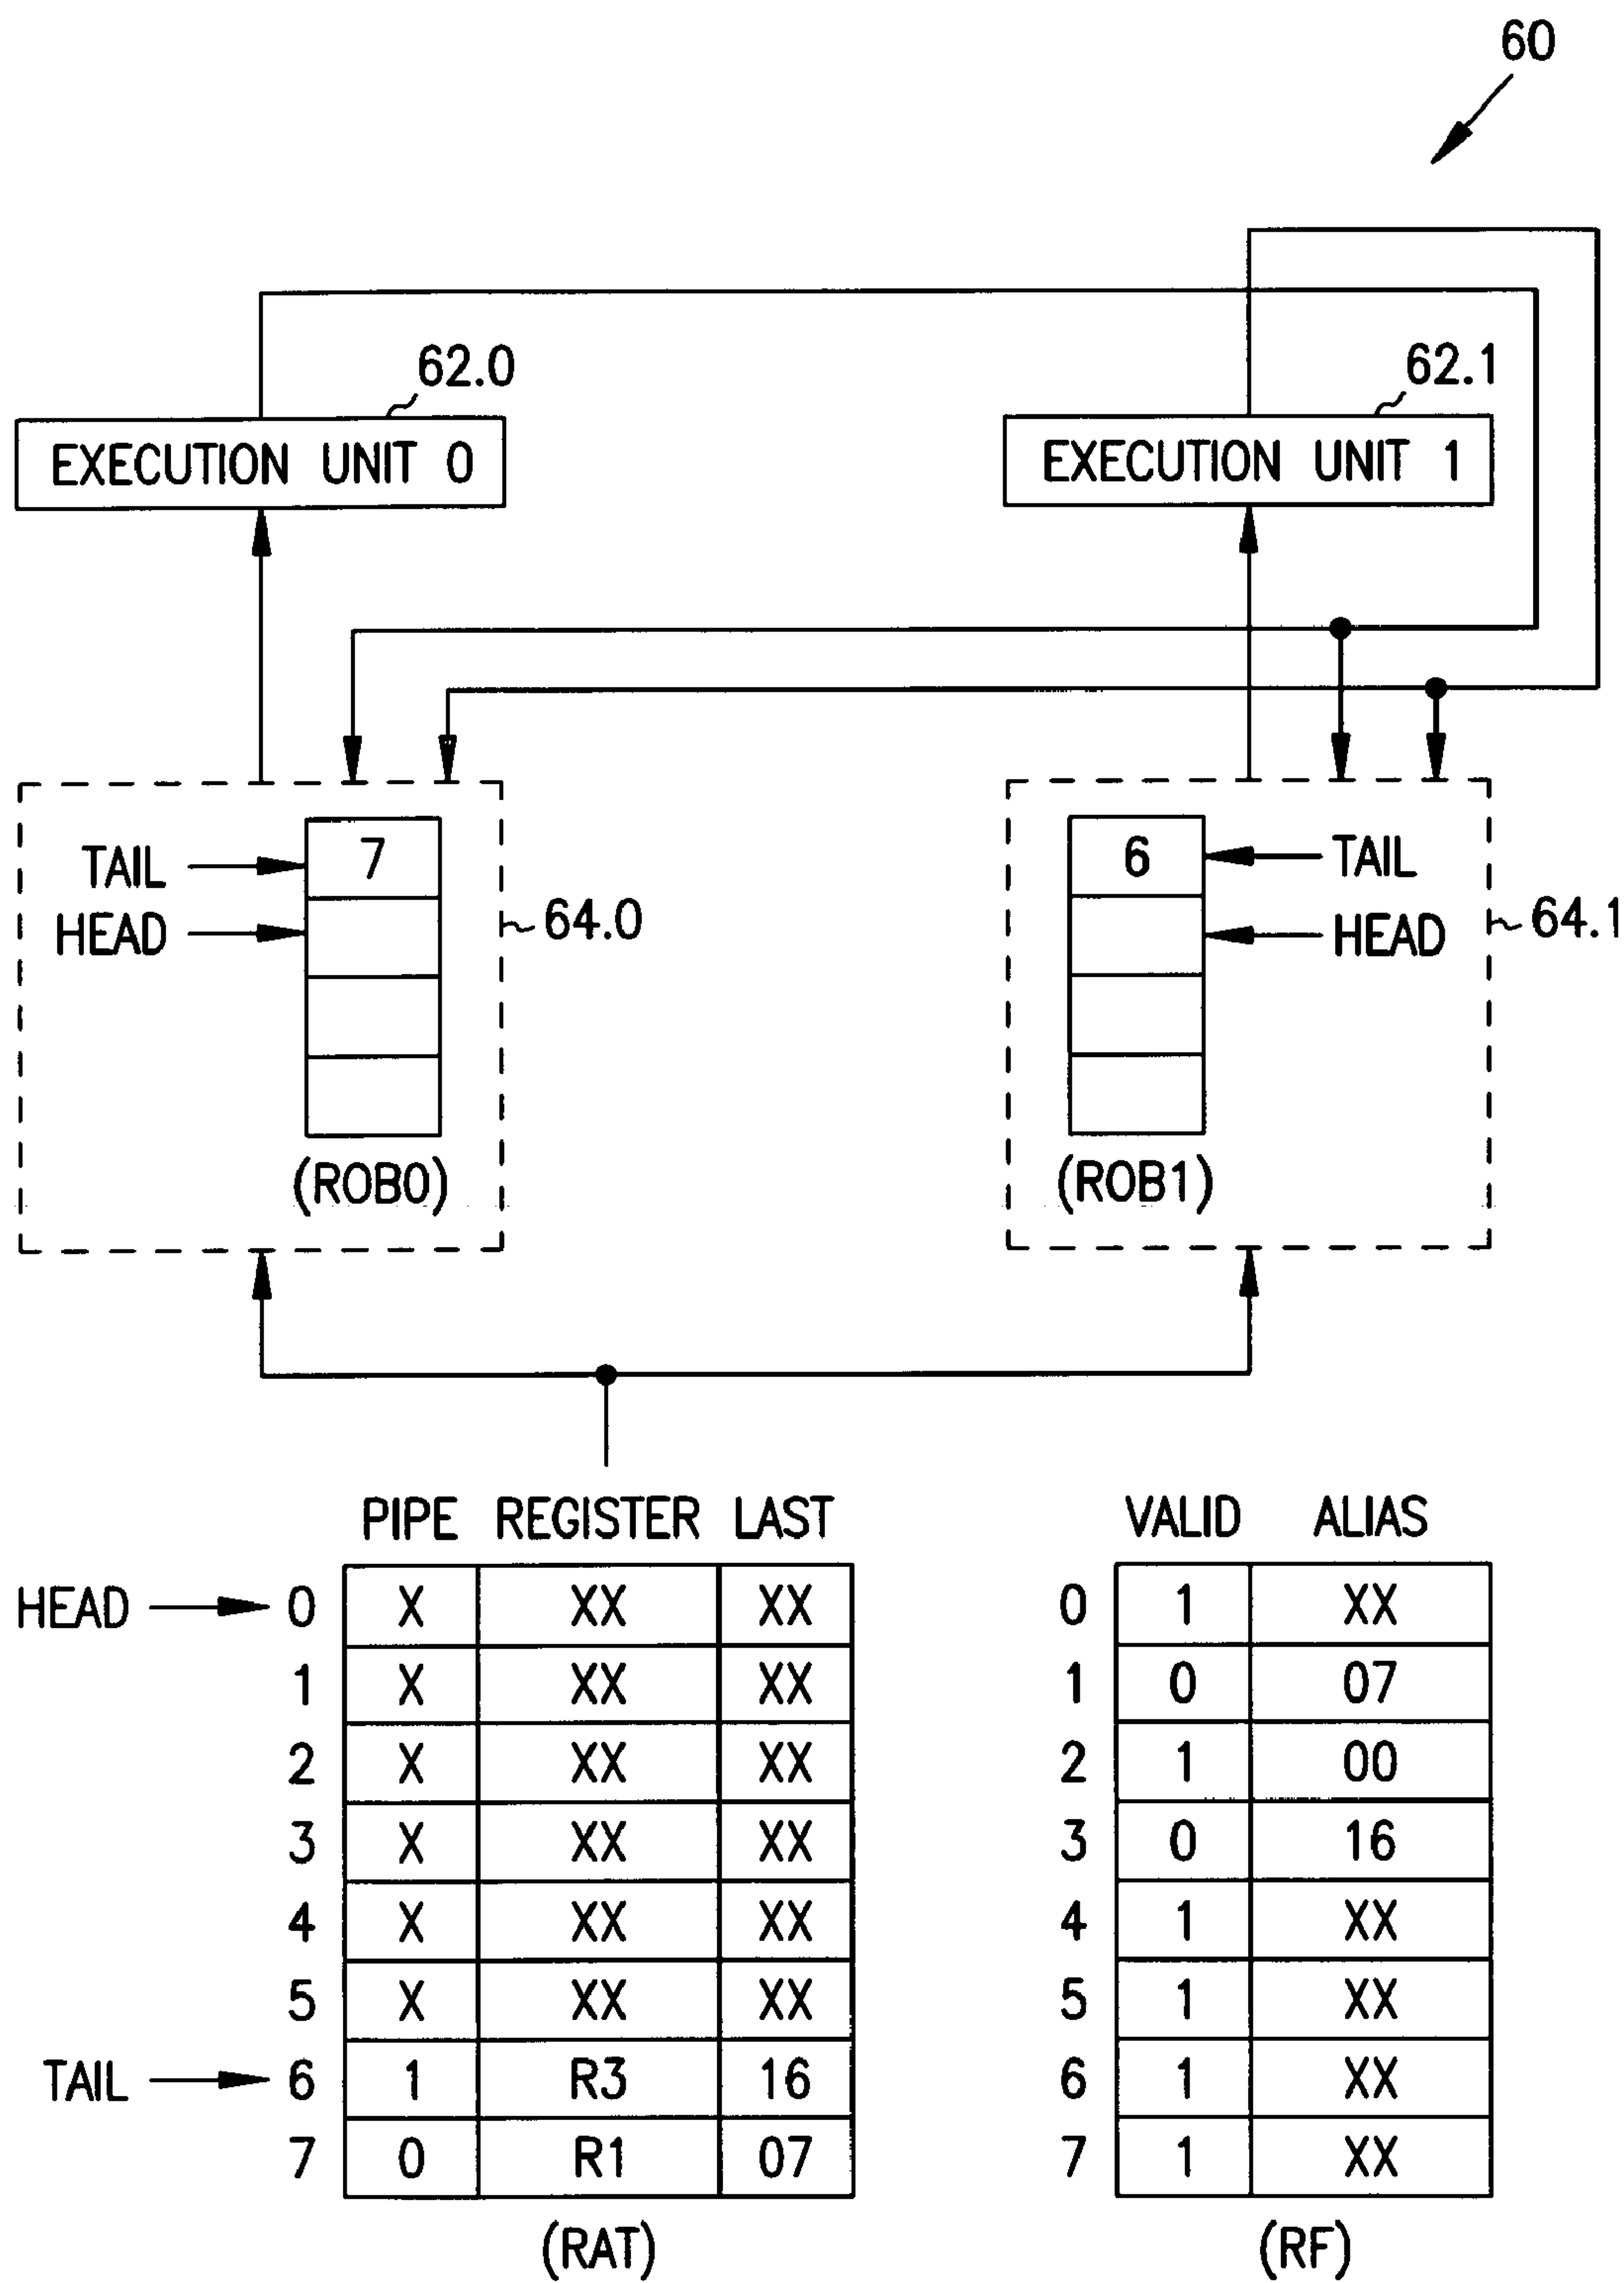 60
62.0
62.1
EXECUTION UNIT 0
EXECUTION UNIT 1
TAIL 7
HEAD
64.0
(ROB0)
6 TAIL
HEAD
64.1
(ROB1)
PIPE REGISTER LAST
HEAD 0 X XX XX
1 X XX XX
2 X XX XX
3 X XX XX
4 X XX XX
5 X XX XX
TAIL 6 1 R3 16
7 0 R1 07
(RAT)
VALID ALIAS
0 1 XX
1 0 07
2 1 00
3 0 16
4 1 XX
5 1 XX
6 1 XX
7 1 XX
(RF)